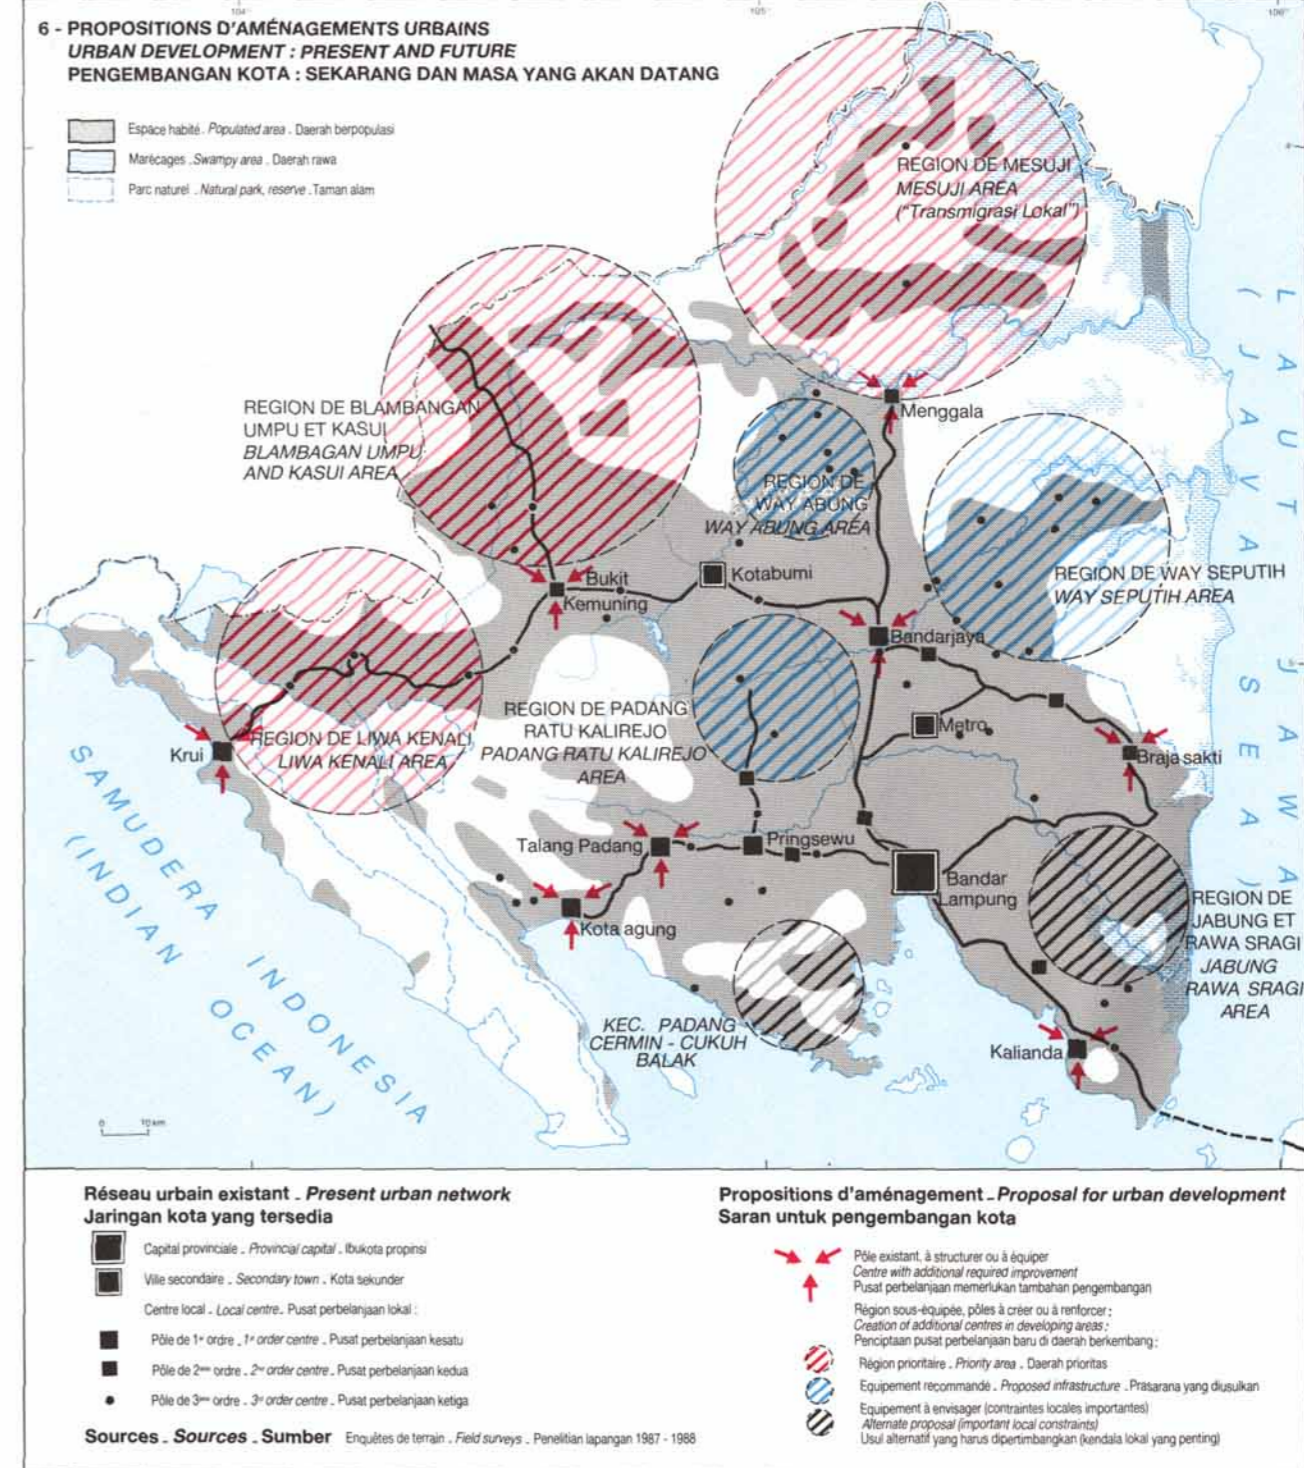 104°
105°
106°
6 - PROPOSITIONS D'AMÉNAGEMENTS URBAINS
URBAN DEVELOPMENT : PRESENT AND FUTURE
PENGEMBANGAN KOTA : SEKARANG DAN MASA YANG AKAN DATANG
Espace habité . Populated area . Daerah berpopulasi
Marécages . Swampy area . Daerah rawa
Parc naturel . Natural park, reserve . Taman alam
REGION DE MESUJI
MESUJI AREA
("Transmigrasi Lokal")
Menggala
REGION DE BLAMBANGAN
UMPU ET KASUI
BLAMBAGAN UMPU
AND KASUI AREA
REGION DE
WAY ABUNG
WAY ABUNG AREA
REGION DE WAY SEPUTIH
WAY SEPUTIH AREA
Bukit
Kemuning
Kotabumi
Bandarjaya
LAUT JAWA
(JAVA SEA)
REGION DE PADANG
RATU KALIREJO
PADANG RATU KALIREJO
AREA
Metro
Braja sakti
Krui
REGION DE LIWA KENALI
LIWA KENALI AREA
Talang Padang
Pringsewu
Bandar
Lampung
Kota agung
REGION DE
JABUNG ET
RAWA SRAGI
JABUNG
RAWA SRAGI
AREA
KEC. PADANG
CERMIN - CUKUH
BALAK
Kalianda
SAMUDERA INDONESIA
(INDIAN OCEAN)
0 10 km
Réseau urbain existant - Present urban network
Jaringan kota yang tersedia
Capital provinciale . Provincial capital . Ibukota propinsi
Ville secondaire . Secondary town . Kota sekunder
Centre local . Local centre . Pusat perbelanjaan lokal :
Pôle de 1er ordre . 1st order centre . Pusat perbelanjaan kesatu
Pôle de 2ème ordre . 2nd order centre . Pusat perbelanjaan kedua
Pôle de 3ème ordre . 3rd order centre . Pusat perbelanjaan ketiga
Sources - Sources - Sumber Enquêtes de terrain . Field surveys . Penelitian lapangan 1987 - 1988
Propositions d'aménagement - Proposal for urban development
Saran untuk pengembangan kota
Pôle existant, à structurer ou à équiper
Centre with additional required improvement
Pusat perbelanjaan memerlukan tambahan pengembangan
Région sous-équipée, pôles à créer ou à renforcer :
Creation of additional centres in developing areas :
Penciptaan pusat perbelanjaan baru di daerah berkembang :
Région prioritaire . Priority area . Daerah prioritas
Equipement recommandé . Proposed infrastructure . Prasarana yang diusulkan
Equipement à envisager (contraintes locales importantes)
Alternate proposal (important local constraints)
Usul alternatif yang harus dipertimbangkan (kendala lokal yang penting)